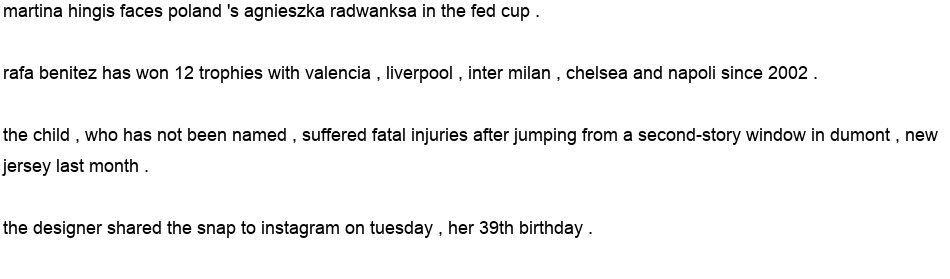 martina hingis faces poland 's agnieszka radwanksa in the fed cup .
rafa benitez has won 12 trophies with valencia , liverpool , inter milan , chelsea and napoli since 2002 .
the child , who has not been named , suffered fatal injuries after jumping from a second-story window in dumont , new
jersey last month .
the designer shared the snap to instagram on tuesday , her 39th birthday .